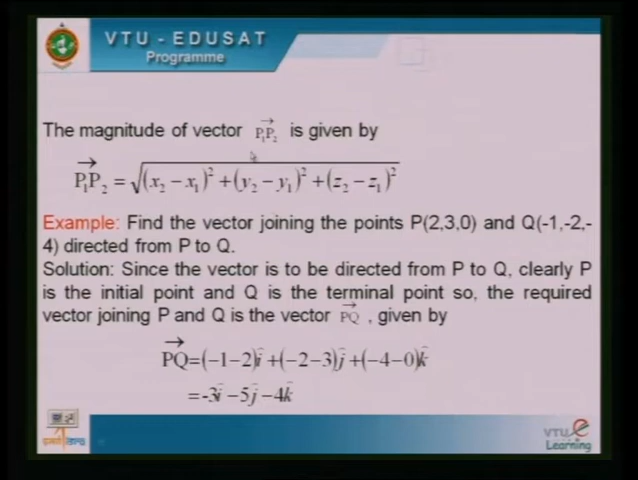 VTU - EDUSAT
Programme
The magnitude of vector P₁P₂ is given by
P₁P₂ = √(x₂ − x₁)² + (y₂ − y₁)² + (z₂ − z₁)²
Example: Find the vector joining the points P(2,3,0) and Q(-1,-2,-
4) directed from P to Q.
Solution: Since the vector is to be directed from P to Q, clearly P
is the initial point and Q is the terminal point so, the required
vector joining P and Q is the vector PQ , given by
PQ=(−1−2)i +(−2−3)j +(−4−0)k
=-3i −5j −4k
VTU e
Learning